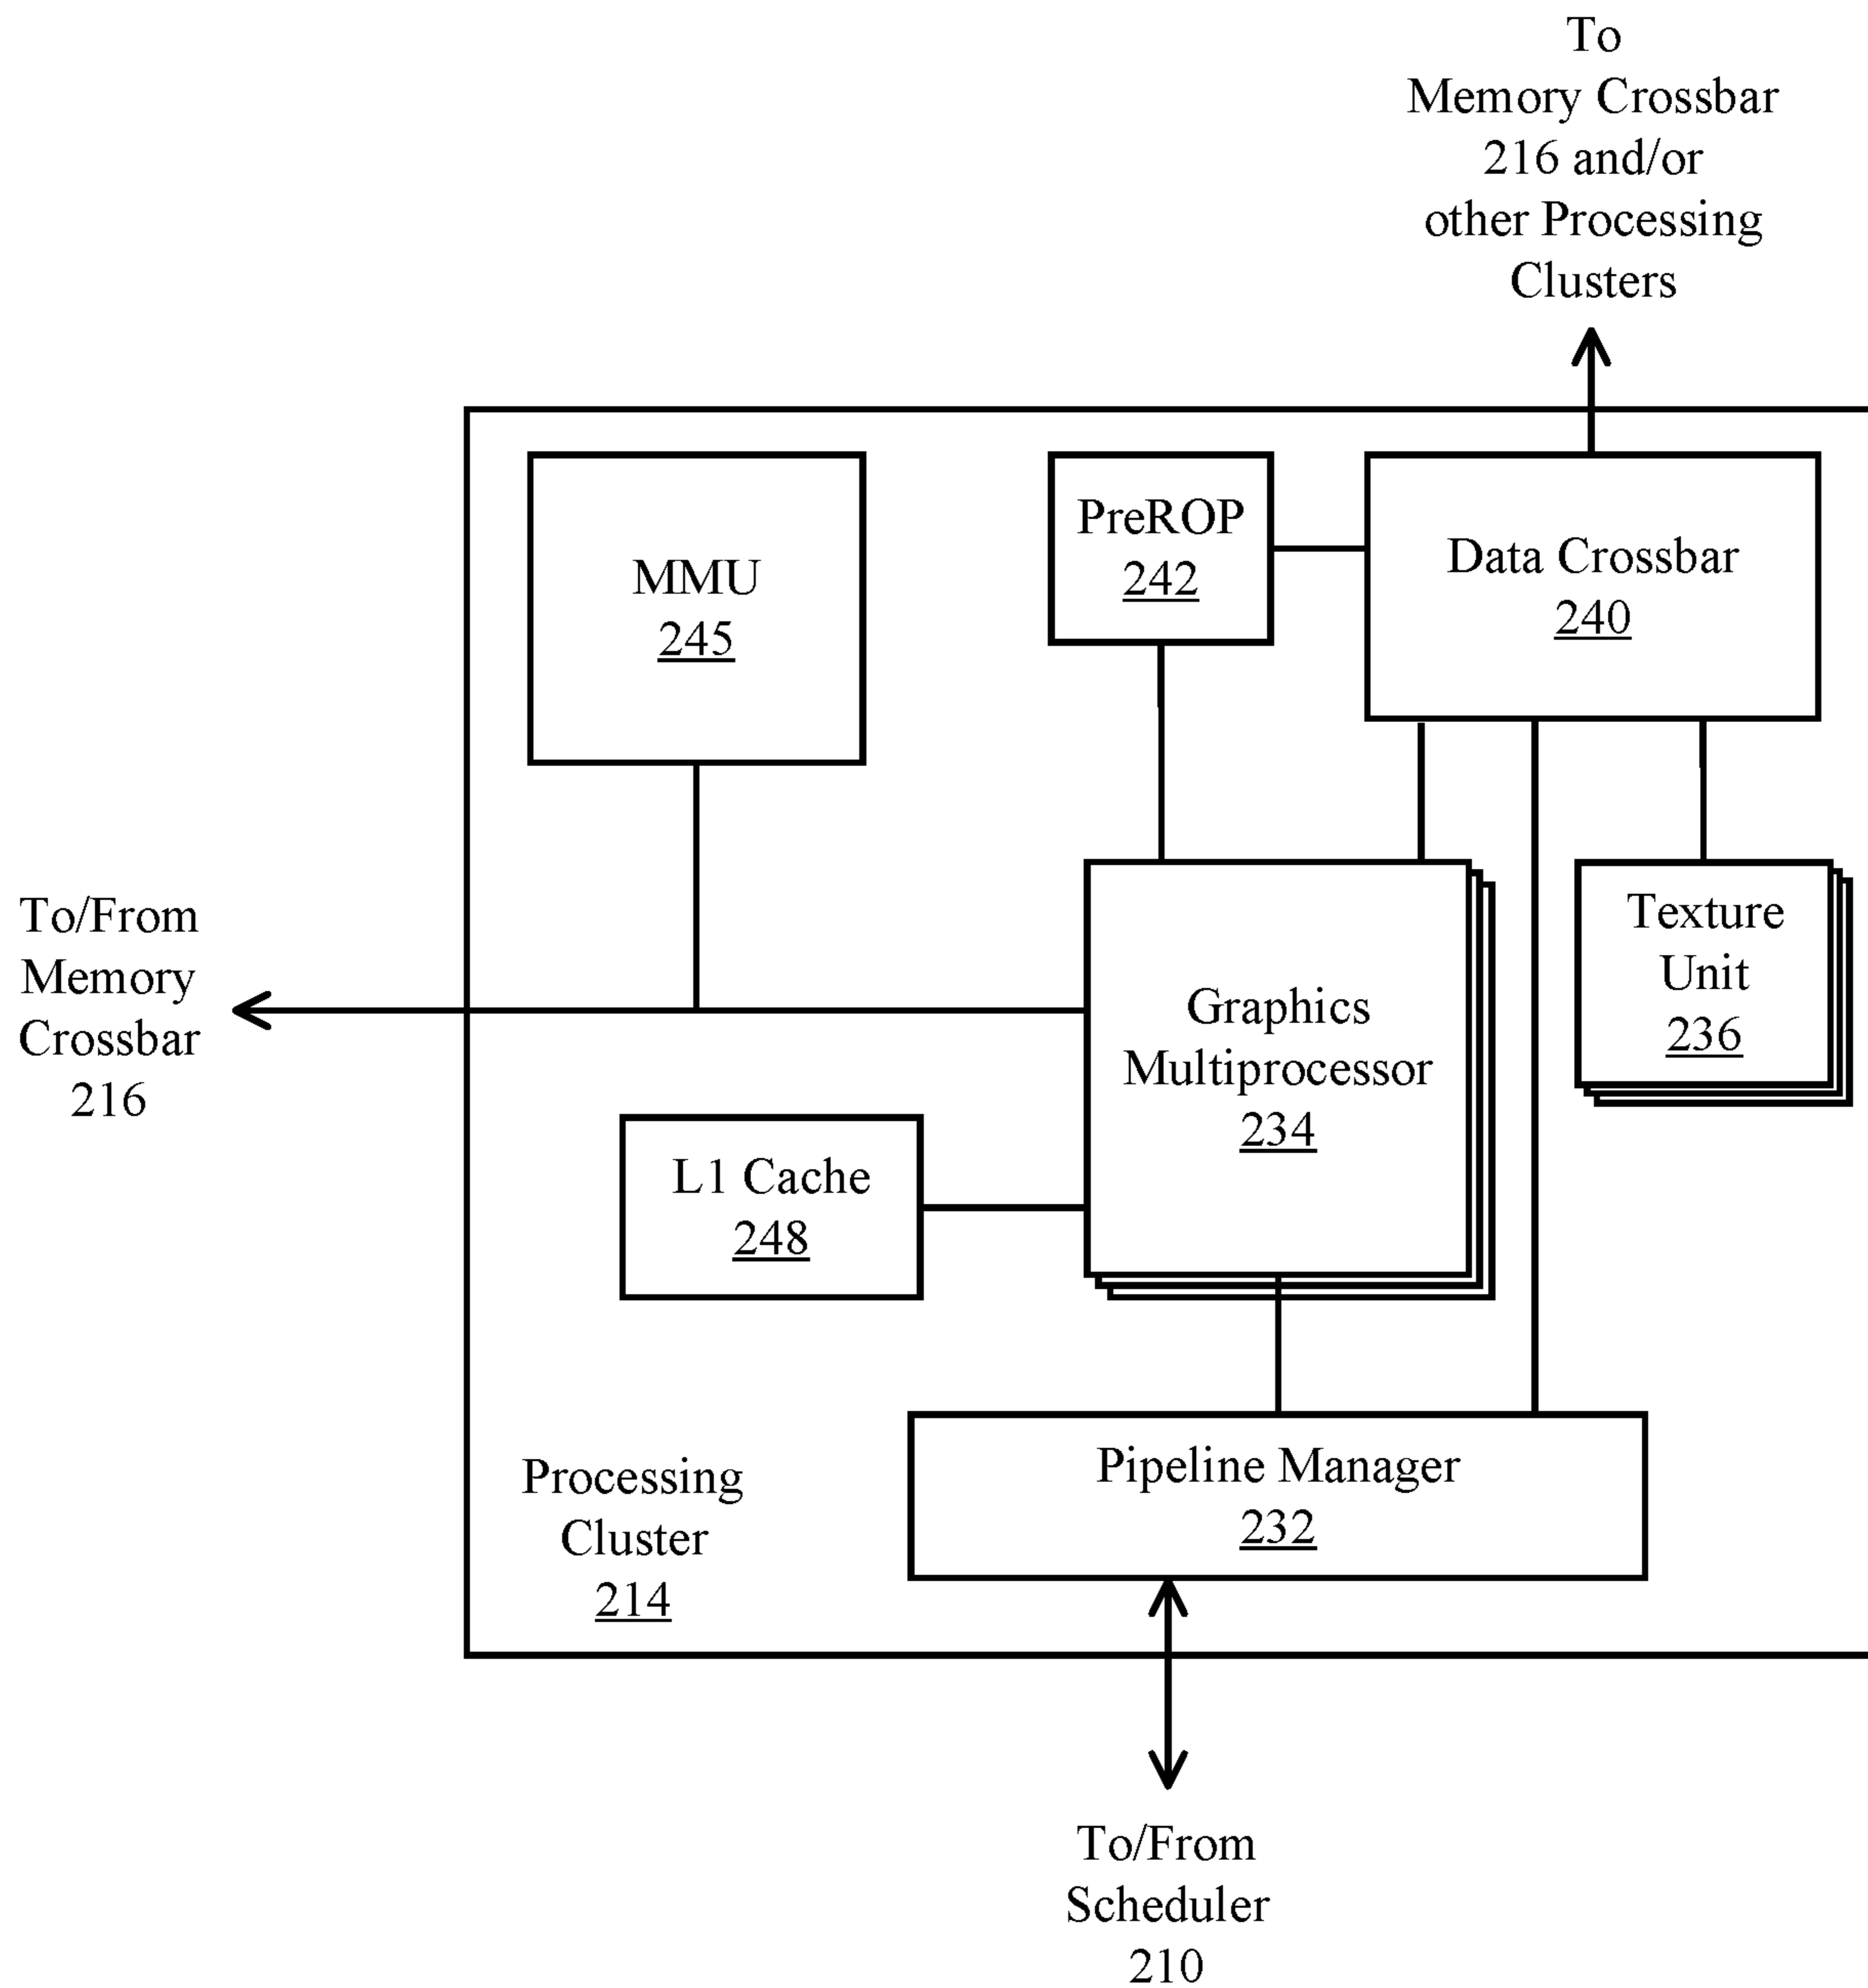 To
Memory Crossbar
216 and/or
other Processing
Clusters
MMU
245
PreROP
242
Data Crossbar
240
To/From
Memory
Crossbar
216
Graphics
Multiprocessor
234
Texture
Unit
236
L1 Cache
248
Processing
Cluster
214
Pipeline Manager
232
To/From
Scheduler
210